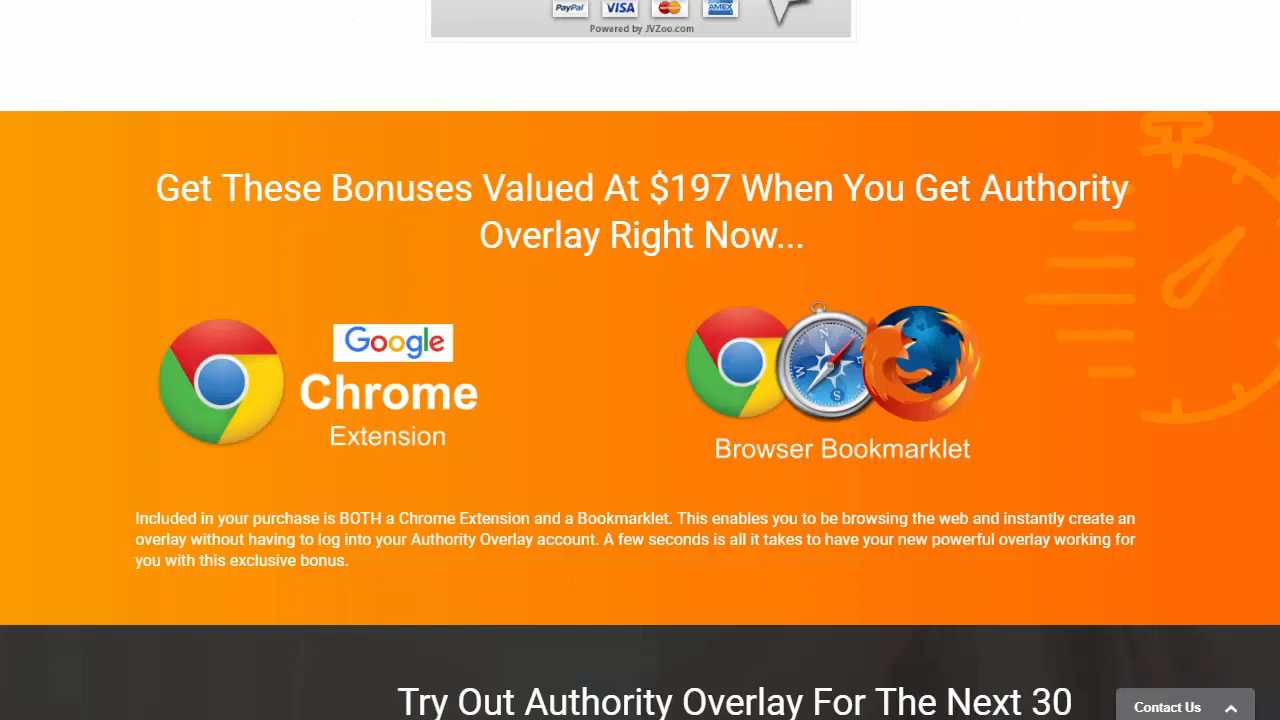 PayPal VISA MasterCard AMEX
Powered by JVZoo.com
Get These Bonuses Valued At $197 When You Get Authority
Overlay Right Now...
Google
Chrome
Extension
N
W
E
S
Browser Bookmarklet
Included in your purchase is BOTH a Chrome Extension and a Bookmarklet. This enables you to be browsing the web and instantly create an
overlay without having to log into your Authority Overlay account. A few seconds is all it takes to have your new powerful overlay working for
you with this exclusive bonus.
Try Out Authority Overlay For The Next 30
Contact Us